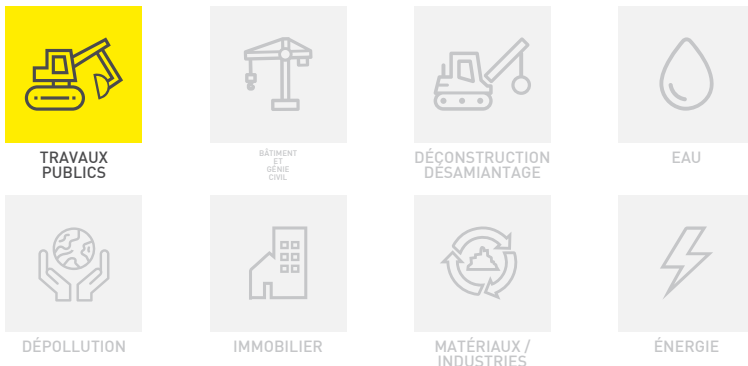 TRAVAUX
PUBLICS
BÂTIMENT
ET
GÉNIE
CIVIL
DÉCONSTRUCTION
DÉSAMIANTAGE
EAU
DÉPOLLUTION
IMMOBILIER
MATÉRIAUX /
INDUSTRIES
ÉNERGIE